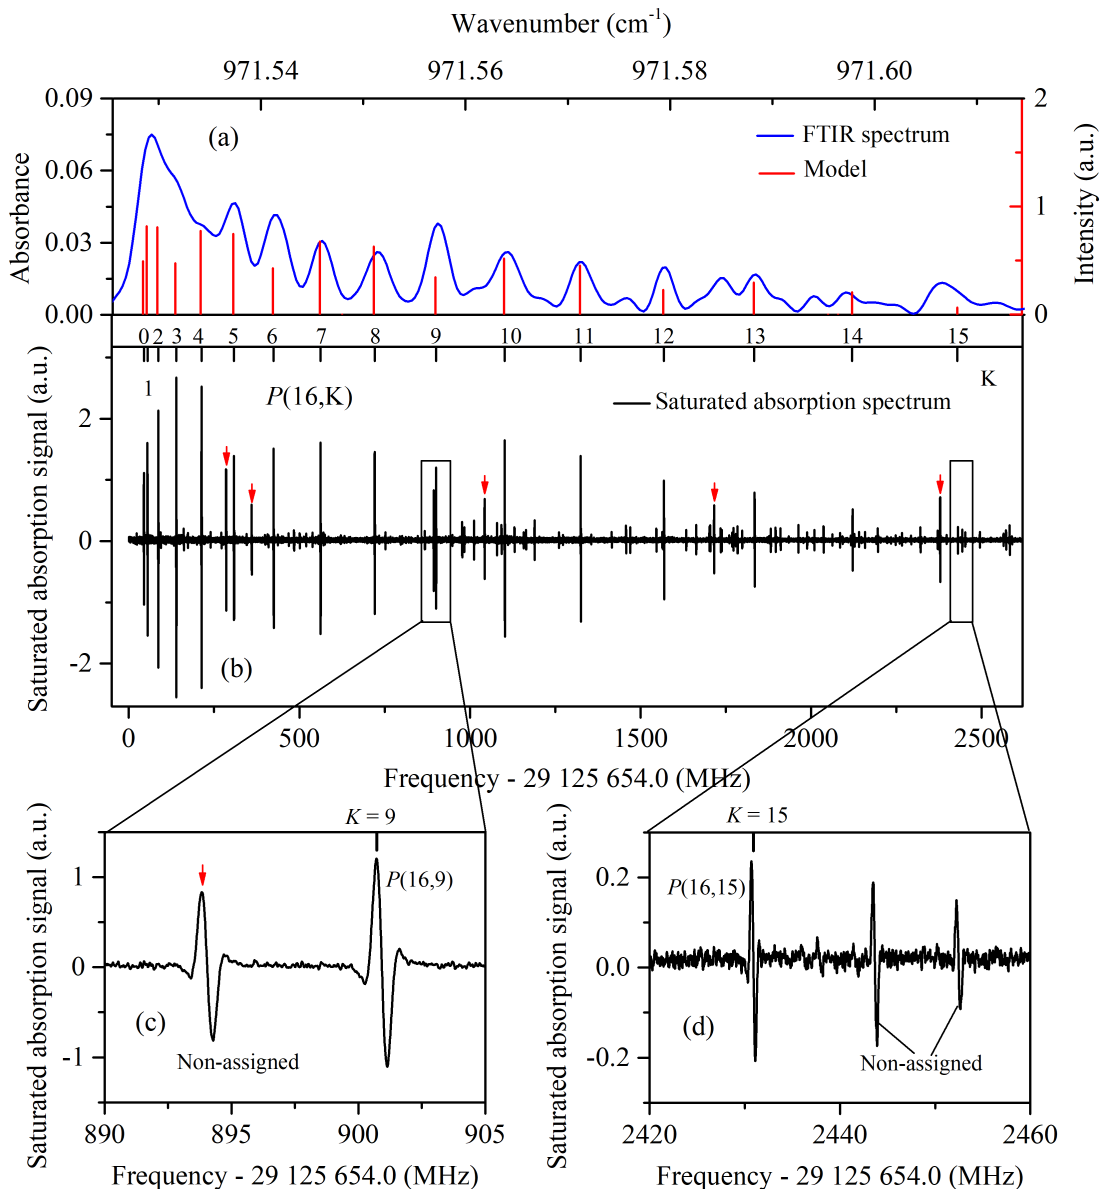 Wavenumber (cm-1)
971.54 971.56 971.58 971.60
0.09 2
(a)
FTIR spectrum
Model
0.06
Absorbance
Intensity (a.u.)
1
0.03
0.00 0
0 2 3 4 5 6 7 8 9 10 11 12 13 14 15
1
K
P(16,K)
Saturated absorption spectrum
Saturated absorption signal (a.u.)
2
0
-2
(b)
0 500 1000 1500 2000 2500
Frequency - 29 125 654.0 (MHz)
K = 9
Saturated absorption signal (a.u.)
1
P(16,9)
0
(c)
Non-assigned
-1
890 895 900 905
Frequency - 29 125 654.0 (MHz)
K = 15
Saturated absorption signal (a.u.)
0.2
P(16,15)
0.0
(d)
Non-assigned
-0.2
2420 2440 2460
Frequency - 29 125 654.0 (MHz)